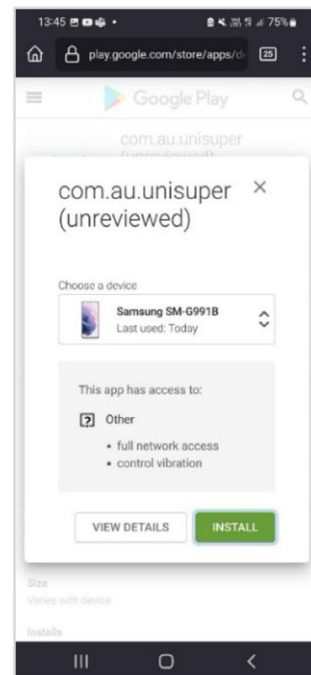 13:45
75%
play.google.com/store/apps/d
25
Google Play
com.au.unisuper
(unreviewed)
com.au.unisuper
(unreviewed)
Choose a device
Samsung SM-G991B
Last used: Today
This app has access to:
Other
• full network access
• control vibration
VIEW DETAILS
INSTALL
Size
Varies with device
Installs